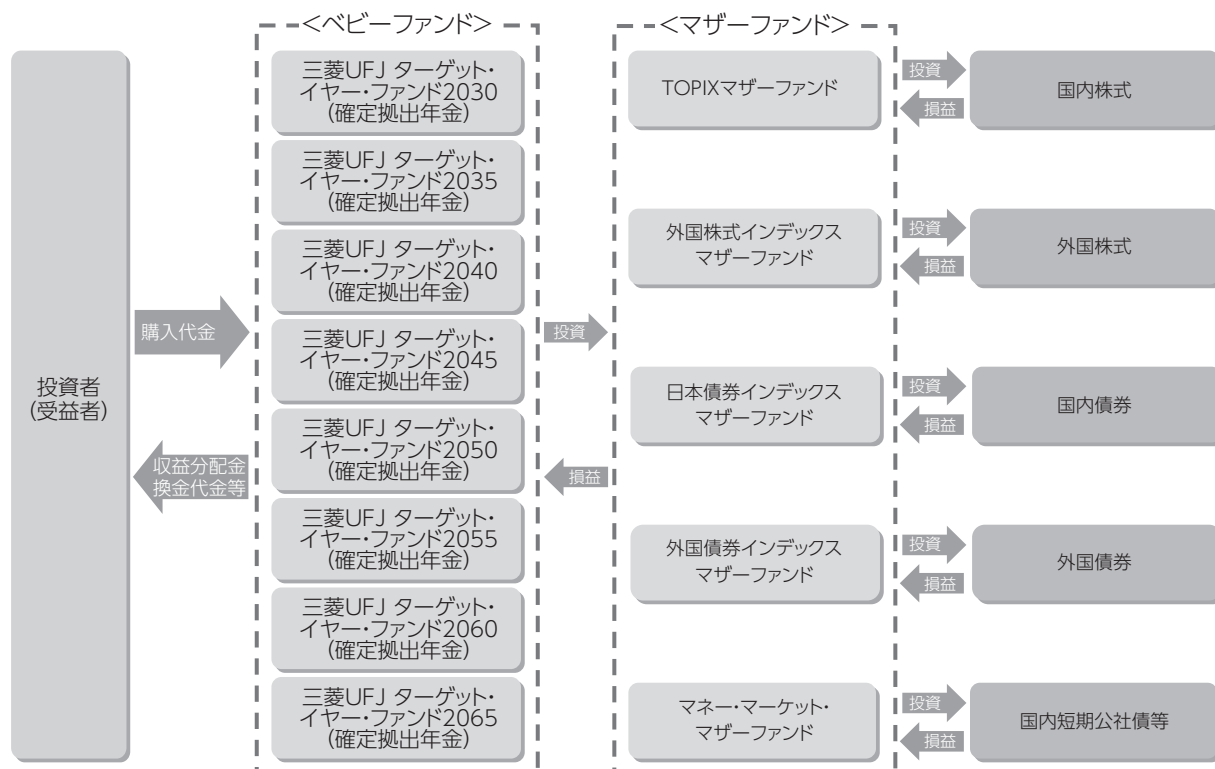 <ベビーファンド>
<マザーファンド>
投資者
(受益者)
購入代金
収益分配金
換金代金等
三菱UFJ ターゲット・
イヤー・ファンド2030
(確定拠出年金)
三菱UFJ ターゲット・
イヤー・ファンド2035
(確定拠出年金)
三菱UFJ ターゲット・
イヤー・ファンド2040
(確定拠出年金)
三菱UFJ ターゲット・
イヤー・ファンド2045
(確定拠出年金)
三菱UFJ ターゲット・
イヤー・ファンド2050
(確定拠出年金)
三菱UFJ ターゲット・
イヤー・ファンド2055
(確定拠出年金)
三菱UFJ ターゲット・
イヤー・ファンド2060
(確定拠出年金)
三菱UFJ ターゲット・
イヤー・ファンド2065
(確定拠出年金)
投資
損益
TOPIXマザーファンド
投資
損益
国内株式
外国株式インデックス
マザーファンド
投資
損益
外国株式
日本債券インデックス
マザーファンド
投資
損益
国内債券
外国債券インデックス
マザーファンド
投資
損益
外国債券
マネー・マーケット・
マザーファンド
投資
損益
国内短期公社債等